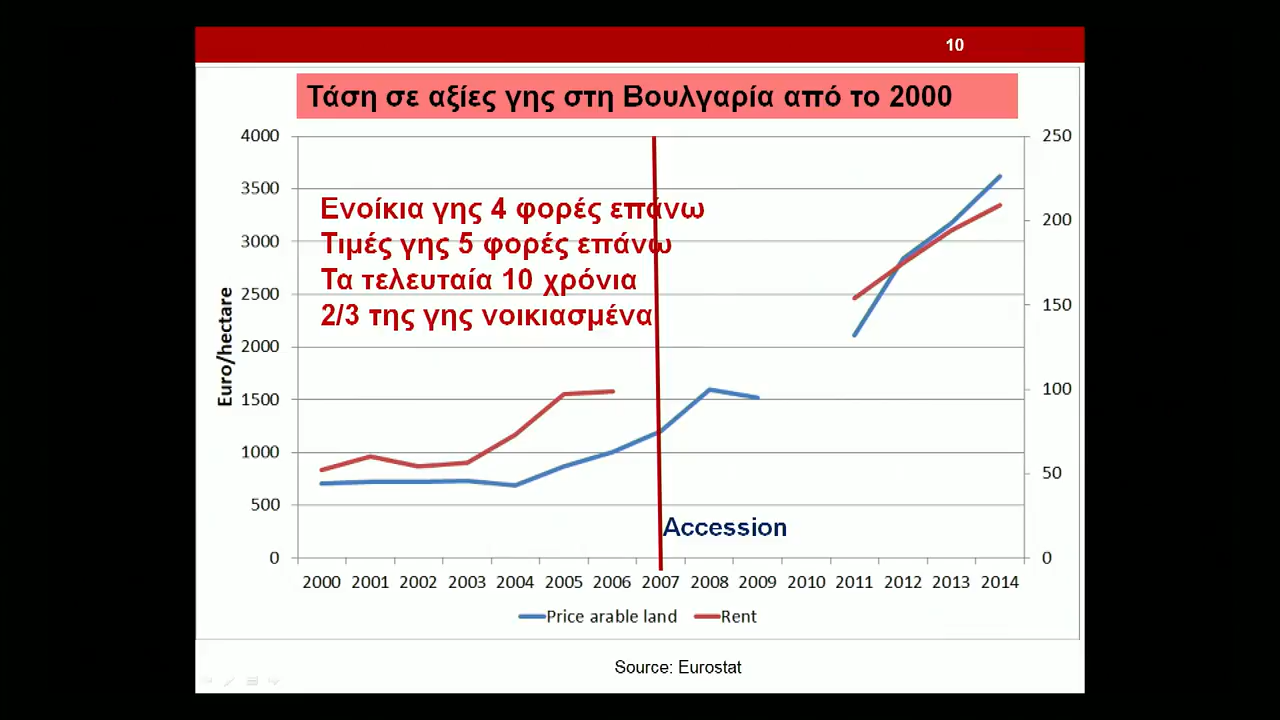 10
Τάση σε αξίες γης στη Βουλγαρία από το 2000
4000
3500
3000
2500
2000
1500
1000
500
0
250
200
150
100
50
0
Euro/hectare
Ενοίκια γης 4 φορές επάνω
Τιμές γης 5 φορές επάνω
Τα τελευταία 10 χρόνια
2/3 της γης νοικιασμένα
Accession
2000 2001 2002 2003 2004 2005 2006 2007 2008 2009 2010 2011 2012 2013 2014
Price arable land Rent
Source: Eurostat